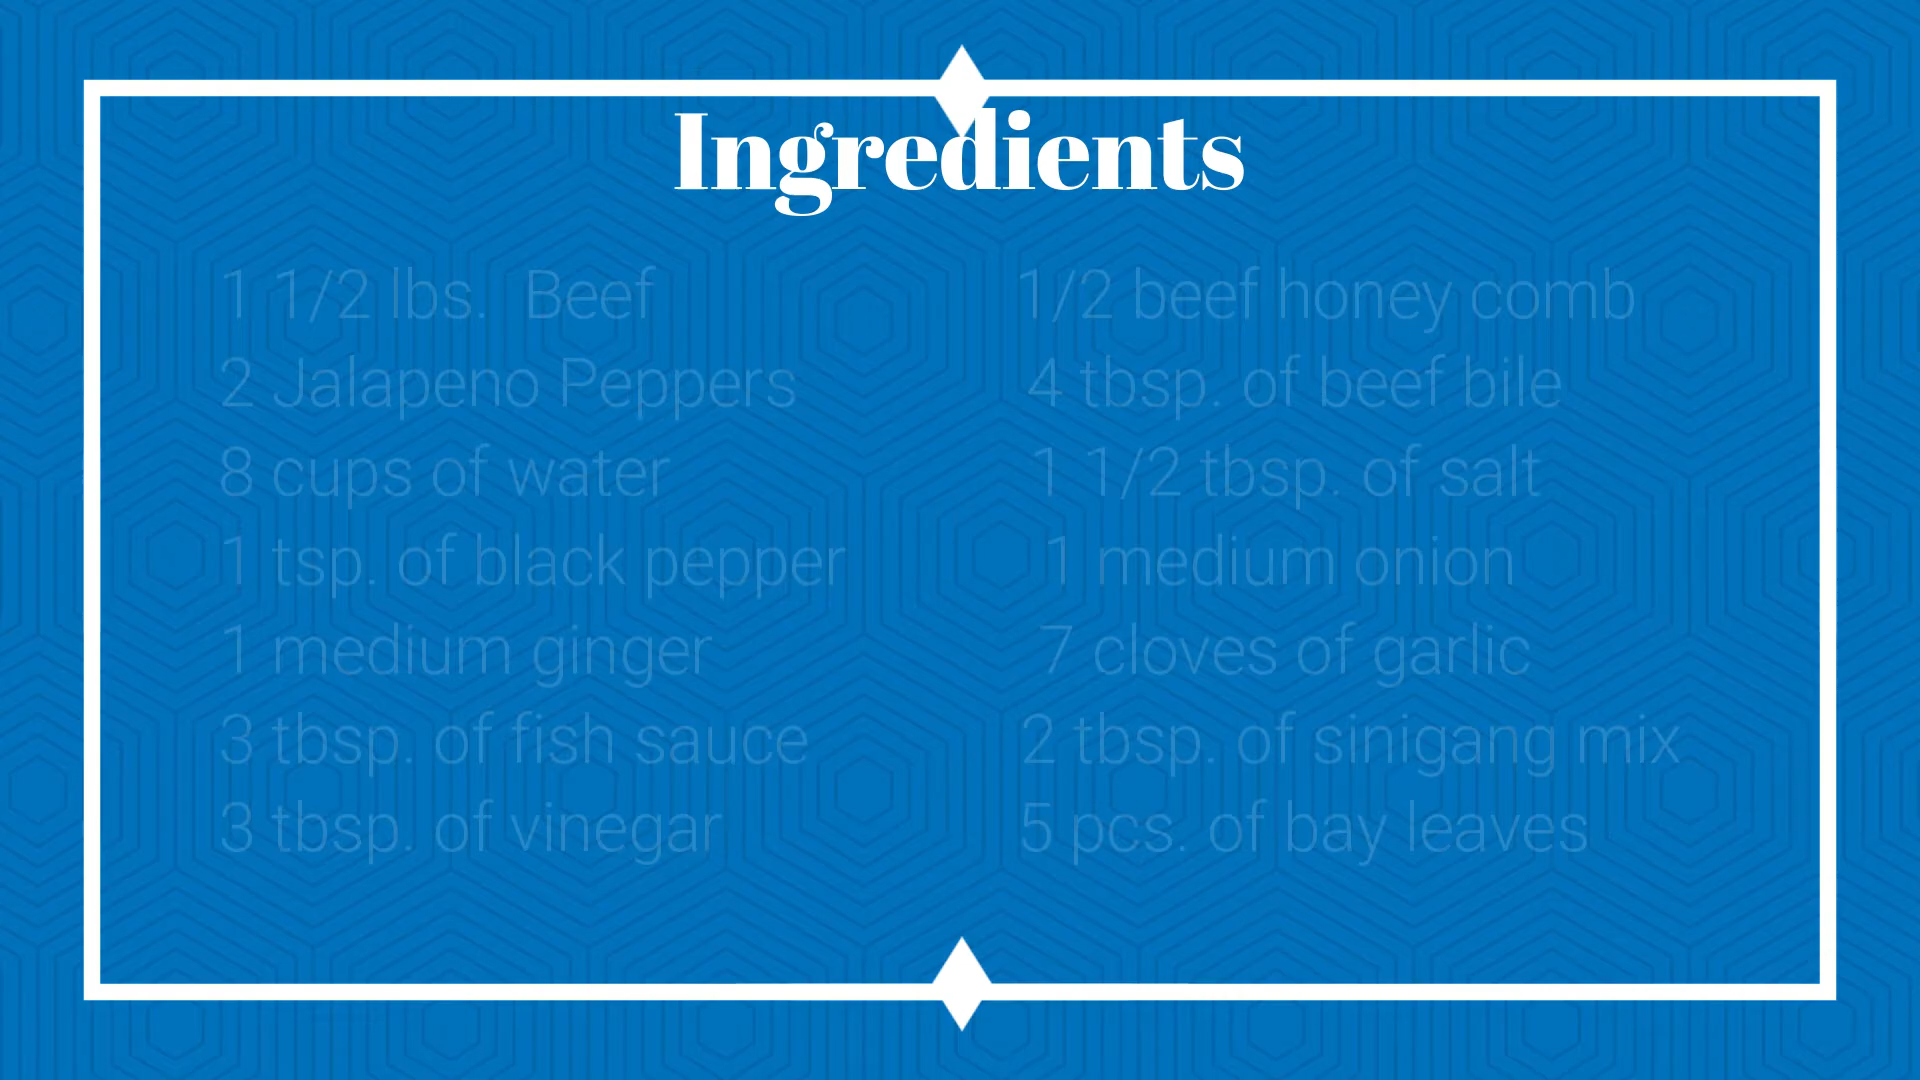 Ingredients
1 1/2 lbs. Beef
2 Jalapeno Peppers
8 cups of water
1 tsp. of black pepper
1 medium ginger
3 tbsp. of fish sauce
3 tbsp. of vinegar
1/2 beef honey comb
4 tbsp. of beef bile
1 1/2 tbsp. of salt
1 medium onion
7 cloves of garlic
2 tbsp. of sinigang mix
5 pcs. of bay leaves